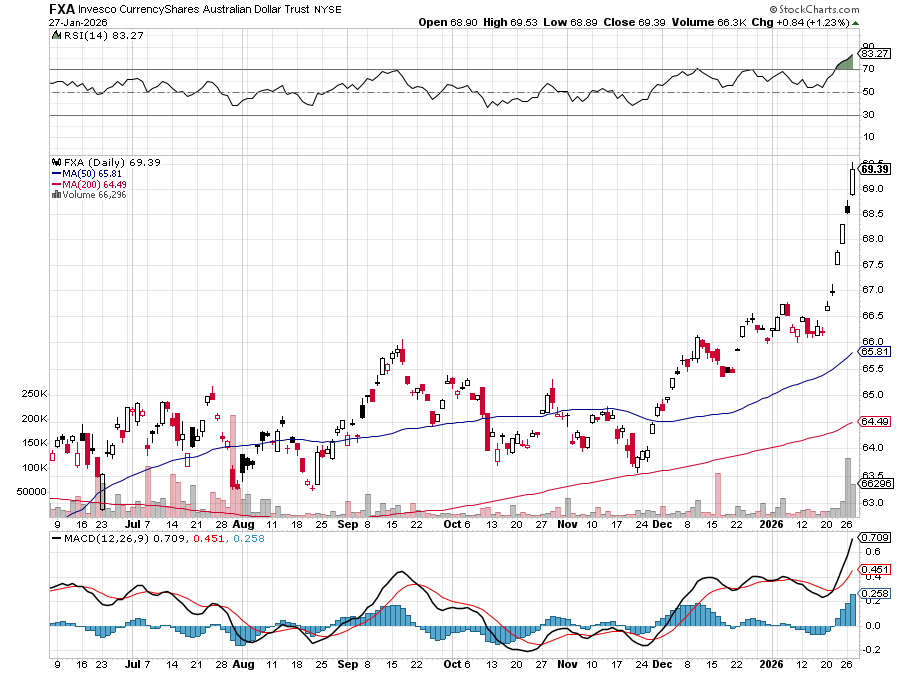 FXA Invesco CurrencyShares Australian Dollar Trust NYSE
© StockCharts.com
27-Jan-2026
Open 68.90 High 69.53 Low 68.89 Close 69.39 Volume 66.3K Chg +0.84 (+1.23%)
RSI(14) 83.27
90
83.27
70
50
30
10
FXA (Daily) 69.39
MA(50) 65.81
MA(200) 64.49
Volume 66,296
69.5
69.39
69.0
68.5
68.0
67.5
67.0
66.5
66.0
65.81
65.5
65.0
64.49
64.0
63.5
66296
63.0
250K
200K
150K
100K
50000
9 16 23 Jul 7 14 21 28 Aug 11 18 25 Sep 8 15 22 Oct 6 13 20 27 Nov 10 17 24 Dec 8 15 22 2026 12 20 26
MACD(12,26,9) 0.709, 0.451, 0.258
0.709
0.6
0.451
0.4
0.258
0.2
0.0
-0.2
9 16 23 Jul 7 14 21 28 Aug 11 18 25 Sep 8 15 22 Oct 6 13 20 27 Nov 10 17 24 Dec 8 15 22 2026 12 20 26